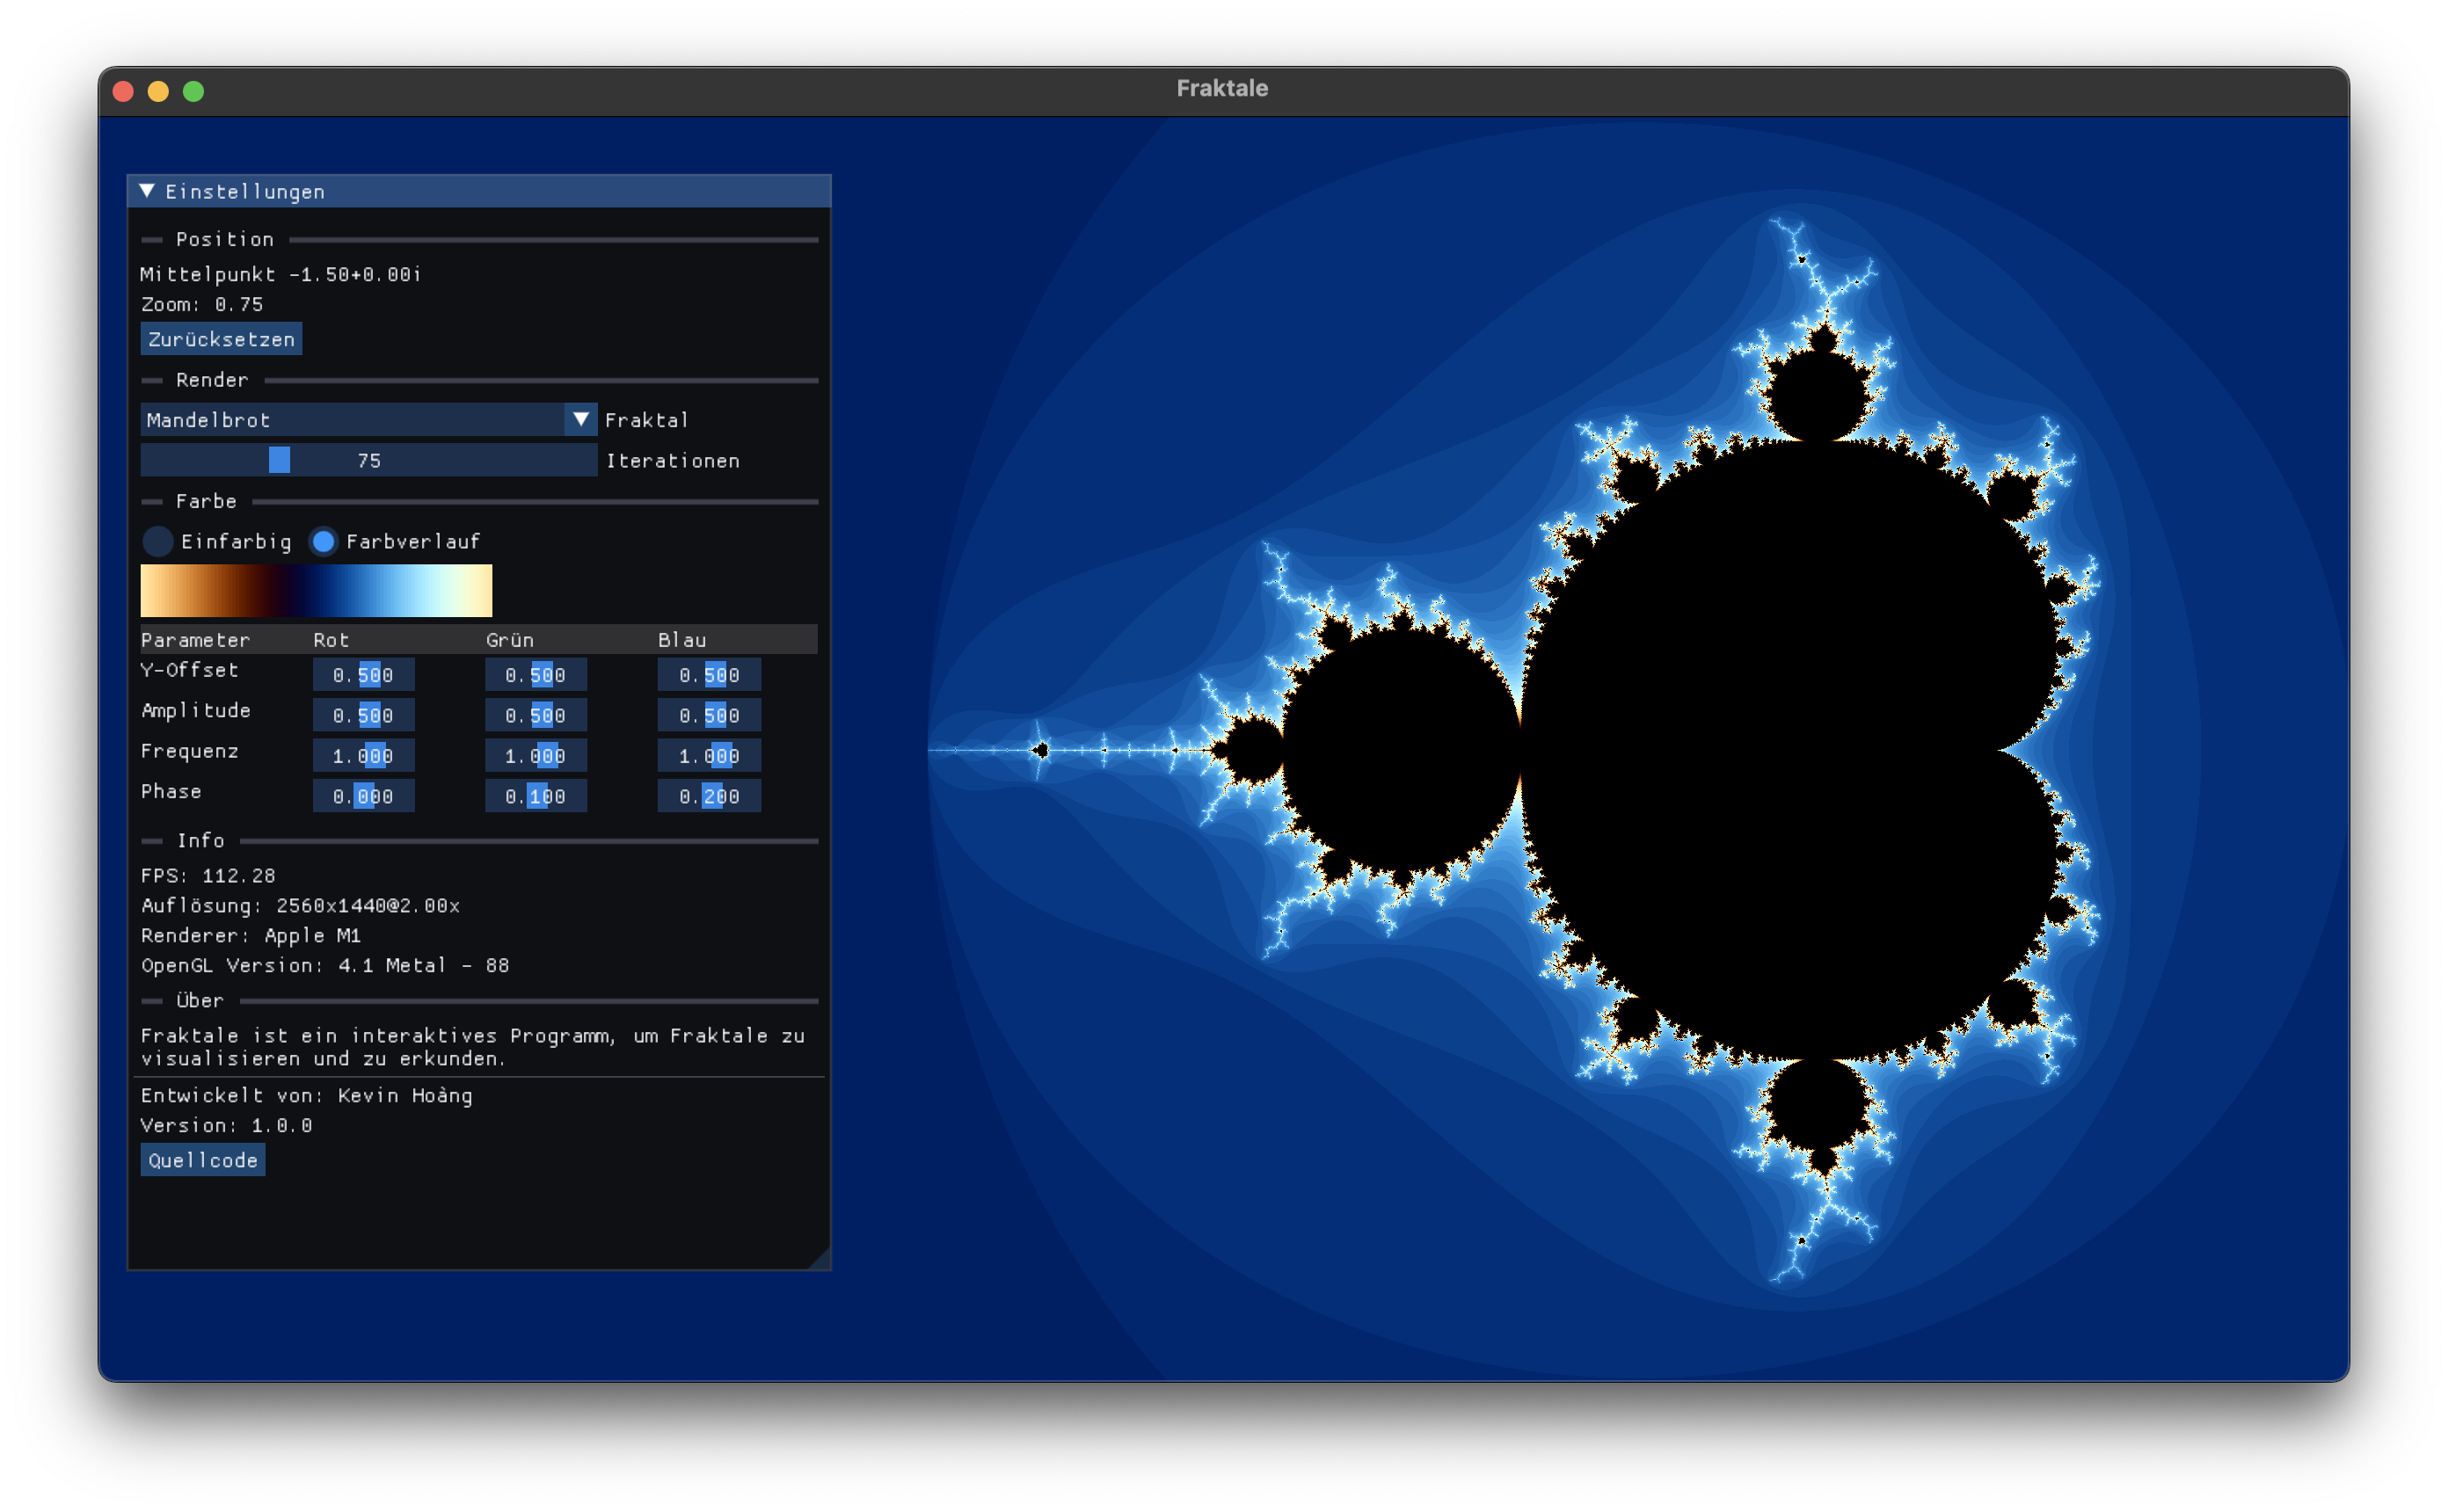 Fraktale
Einstellungen
Position
Mittelpunkt -1.50+0.00i
Zoom: 0.75
Zurücksetzen
Render
Mandelbrot Fraktal
75 Iterationen
Farbe
Einfarbig Farbverlauf
Parameter Rot Grün Blau
Y-Offset 0.500 0.500 0.500
Amplitude 0.500 0.500 0.500
Frequenz 1.000 1.000 1.000
Phase 0.000 0.100 0.200
Info
FPS: 112.28
Auflösung: 2560x1440@2.00x
Renderer: Apple M1
OpenGL Version: 4.1 Metal - 88
Über
Fraktale ist ein interaktives Programm, um Fraktale zu
visualisieren und zu erkunden.
Entwickelt von: Kevin Hoàng
Version: 1.0.0
Quellcode